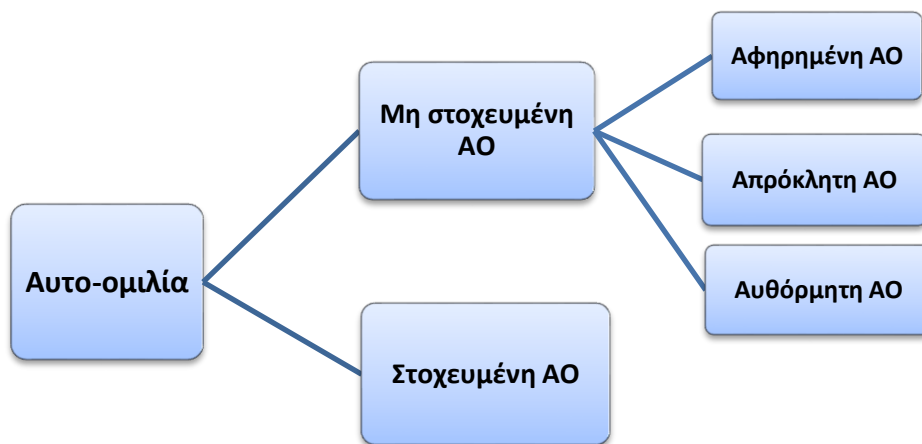 Αυτο-ομιλία
Μη στοχευμένη
ΑΟ
Στοχευμένη ΑΟ
Αφηρημένη ΑΟ
Απρόκλητη ΑΟ
Αυθόρμητη ΑΟ